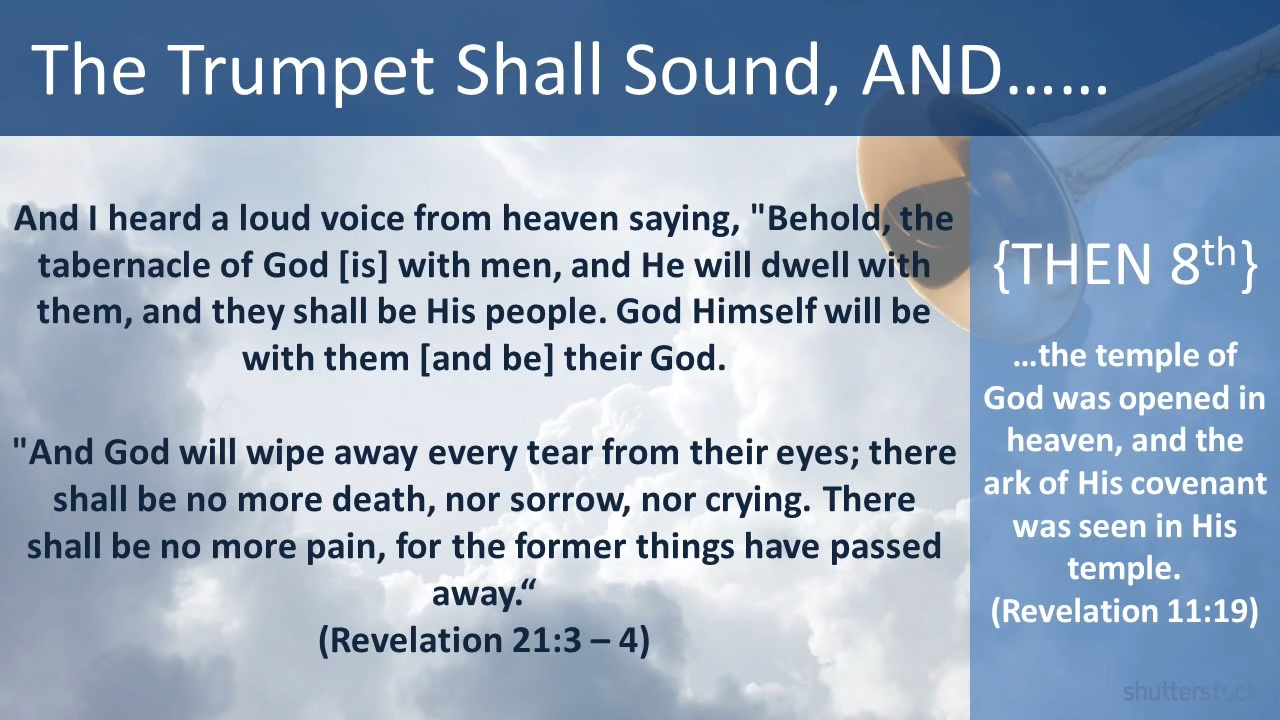 The Trumpet Shall Sound, AND……
And I heard a loud voice from heaven saying, "Behold, the
tabernacle of God [is] with men, and He will dwell with
them, and they shall be His people. God Himself will be
with them [and be] their God.
"And God will wipe away every tear from their eyes; there
shall be no more death, nor sorrow, nor crying. There
shall be no more pain, for the former things have passed
away.“
(Revelation 21:3 – 4)
{THEN 8th}
…the temple of
God was opened in
heaven, and the
ark of His covenant
was seen in His
temple.
(Revelation 11:19)
shutterstock